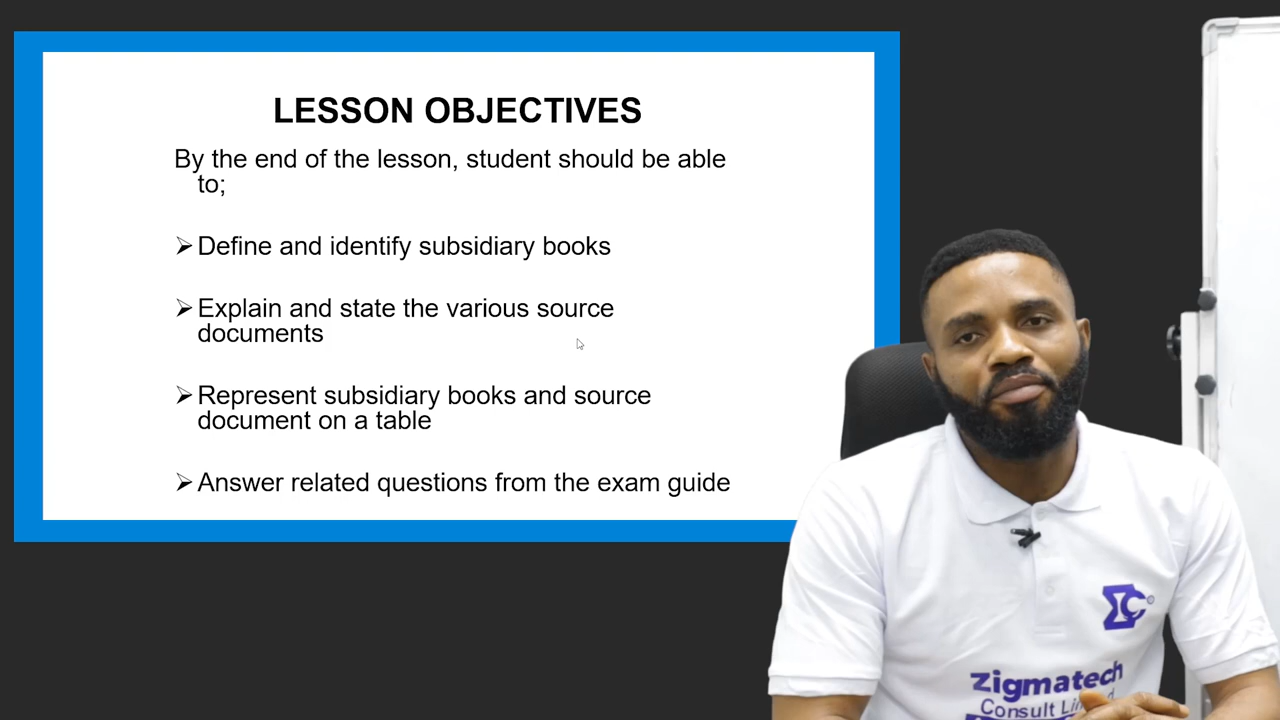 LESSON OBJECTIVES
By the end of the lesson, student should be able
to;
➢ Define and identify subsidiary books
➢ Explain and state the various source
documents
➢ Represent subsidiary books and source
document on a table
➢ Answer related questions from the exam guide
ΣC
Zigmatech
Consult